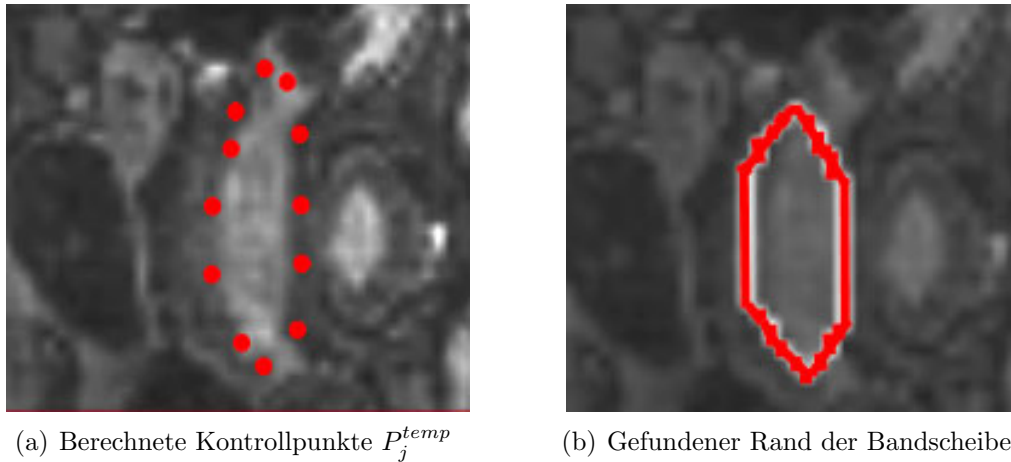 (a) Berechnete Kontrollpunkte $P_j^{temp}$
(b) Gefundener Rand der Bandscheibe